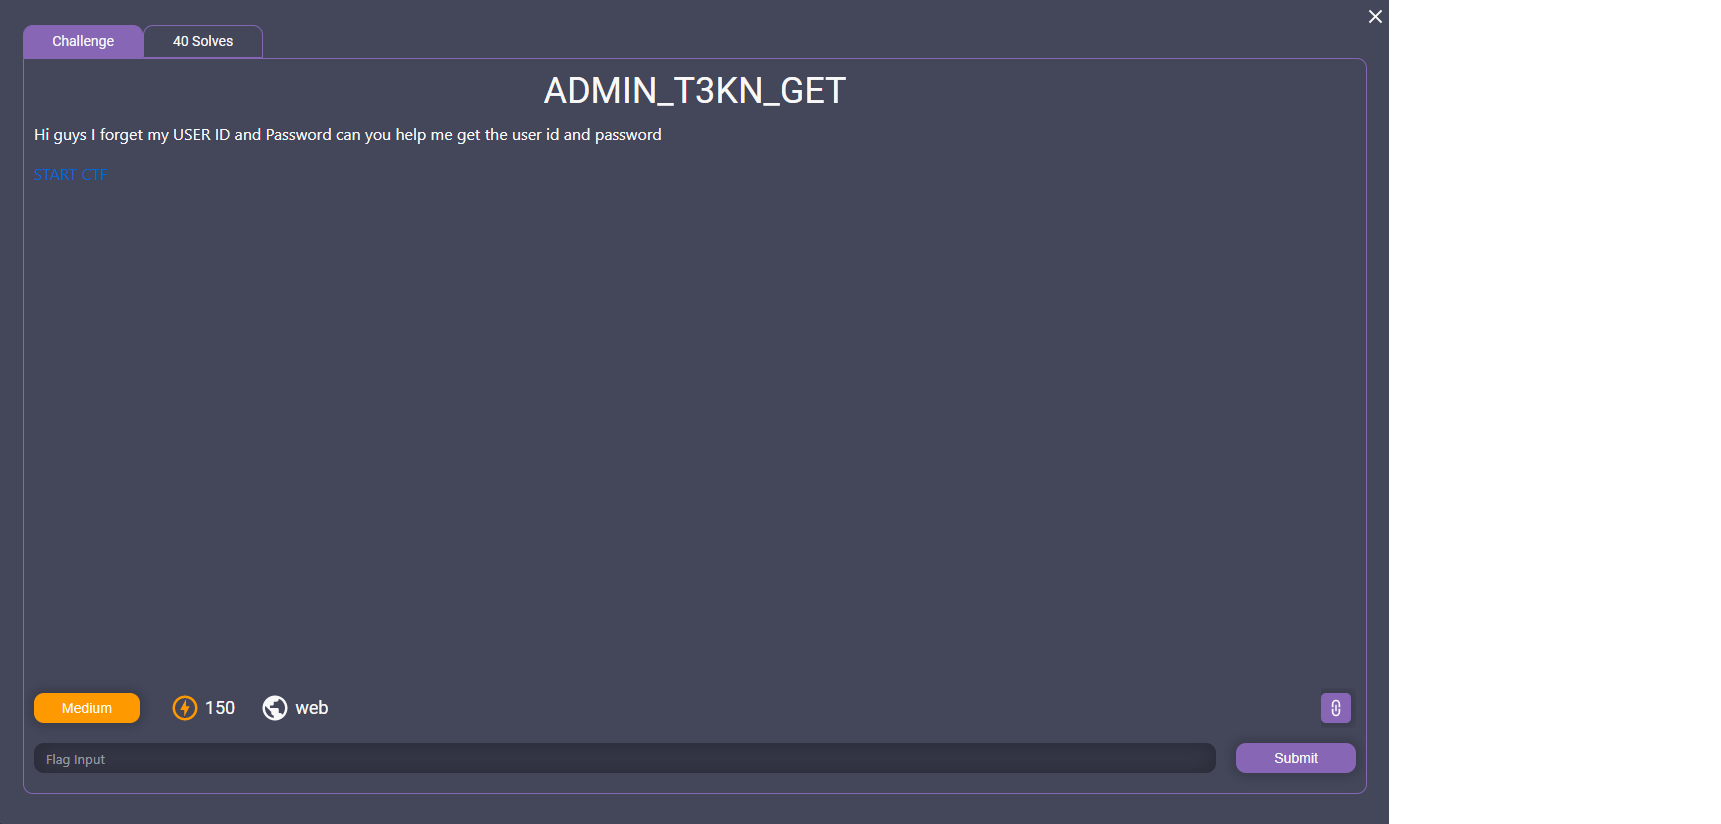 Challenge
40 Solves
ADMIN_T3KN_GET
Hi guys I forget my USER ID and Password can you help me get the user id and password
START CTF
Medium
150
web
Flag Input
Submit